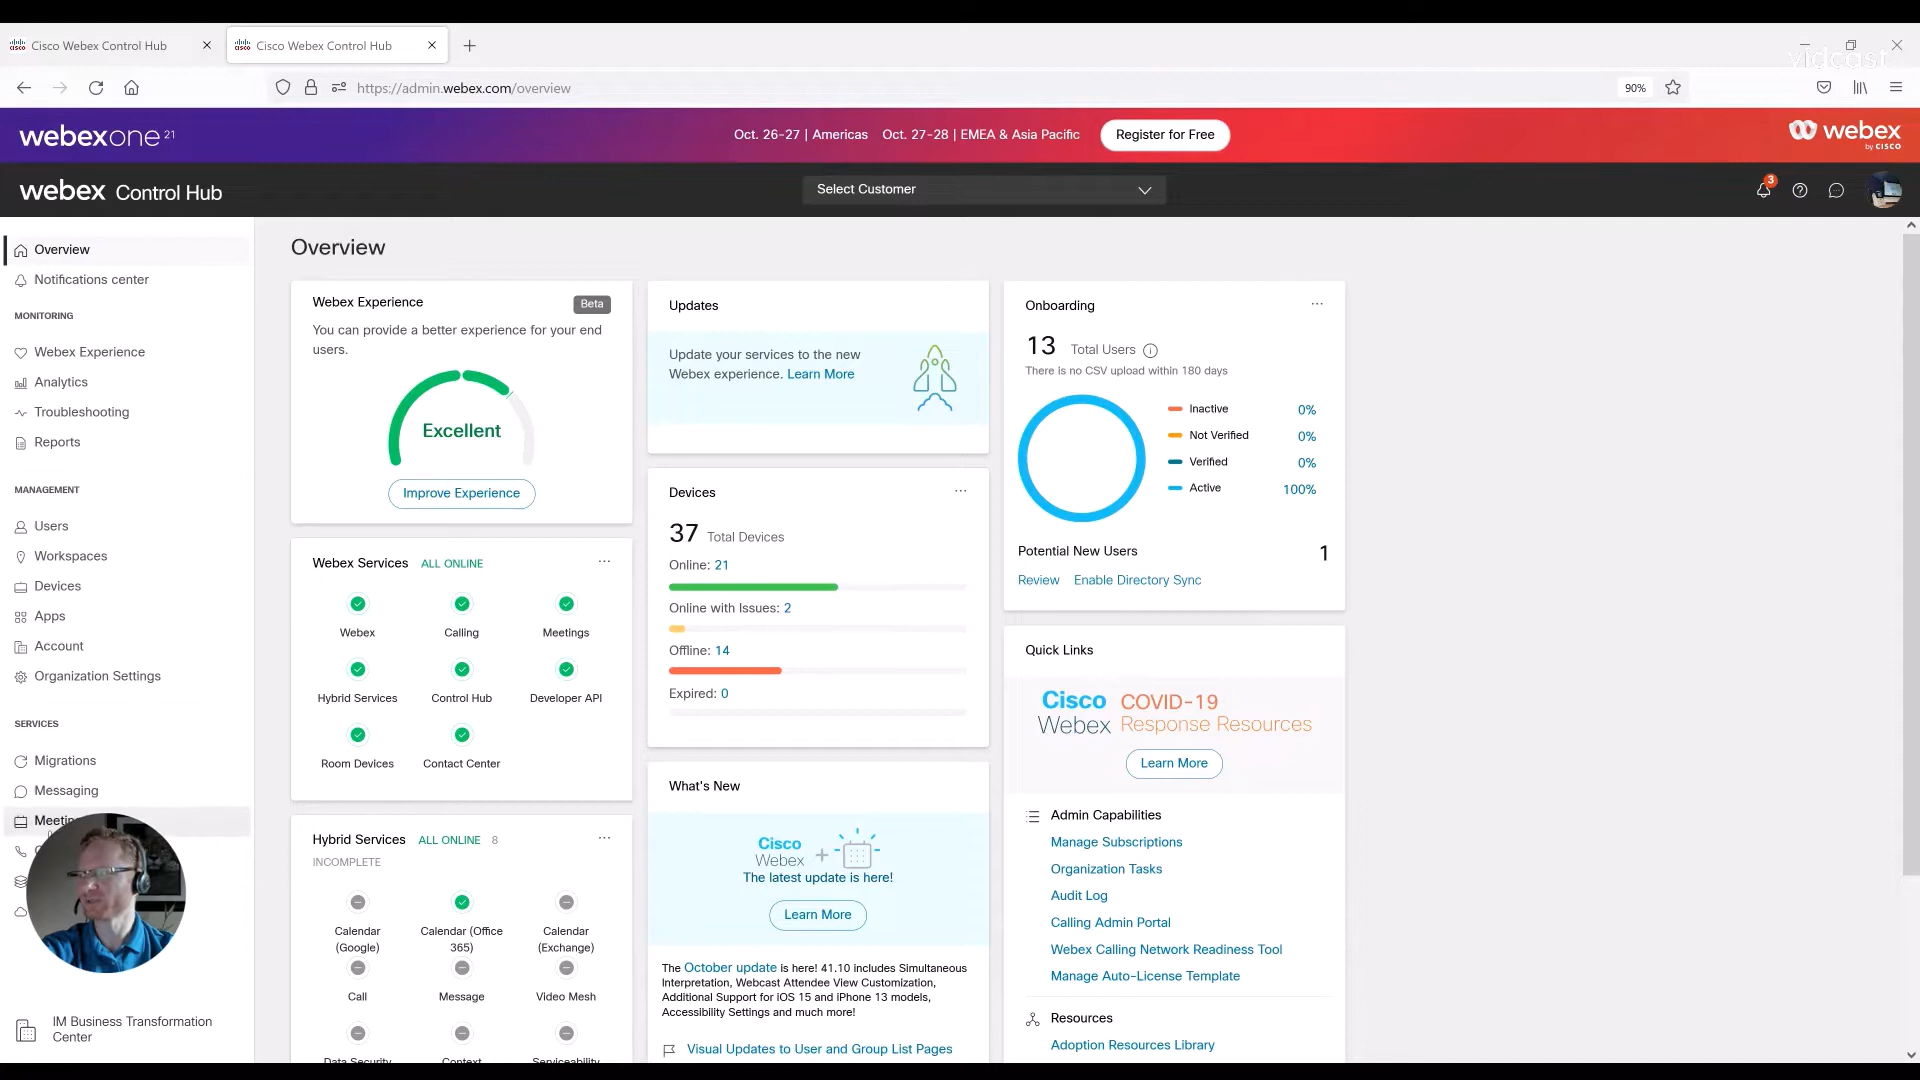 Cisco Webex Control Hub
Cisco Webex Control Hub
vidcast
https://admin.webex.com/overview
90%
webexone 21
Oct. 26-27 | Americas Oct. 27-28 | EMEA & Asia Pacific
Register for Free
webex
by CISCO
webex Control Hub
Select Customer
3
Overview
Notifications center
MONITORING
Webex Experience
Analytics
Troubleshooting
Reports
MANAGEMENT
Users
Workspaces
Devices
Apps
Account
Organization Settings
SERVICES
Migrations
Messaging
IM Business Transformation
Center
Overview
Webex Experience
Beta
You can provide a better experience for your end
users.
Excellent
Improve Experience
Webex Services ALL ONLINE
Webex
Calling
Meetings
Hybrid Services
Control Hub
Developer API
Room Devices
Contact Center
Hybrid Services ALL ONLINE 8
INCOMPLETE
Calendar
(Google)
Calendar (Office
365)
Calendar
(Exchange)
Call
Message
Video Mesh
Data Security
Context
Serviceability
Updates
Update your services to the new
Webex experience. Learn More
Devices
37 Total Devices
Online: 21
Online with Issues: 2
Offline: 14
Expired: 0
What's New
Cisco
Webex
The latest update is here!
Learn More
The October update is here! 41.10 includes Simultaneous
Interpretation, Webcast Attendee View Customization,
Additional Support for iOS 15 and iPhone 13 models,
Accessibility Settings and much more!
Visual Updates to User and Group List Pages
Onboarding
13 Total Users
There is no CSV upload within 180 days
Inactive 0%
Not Verified 0%
Verified 0%
Active 100%
Potential New Users 1
Review Enable Directory Sync
Quick Links
Cisco COVID-19
Webex Response Resources
Learn More
Admin Capabilities
Manage Subscriptions
Organization Tasks
Audit Log
Calling Admin Portal
Webex Calling Network Readiness Tool
Manage Auto-License Template
Resources
Adoption Resources Library